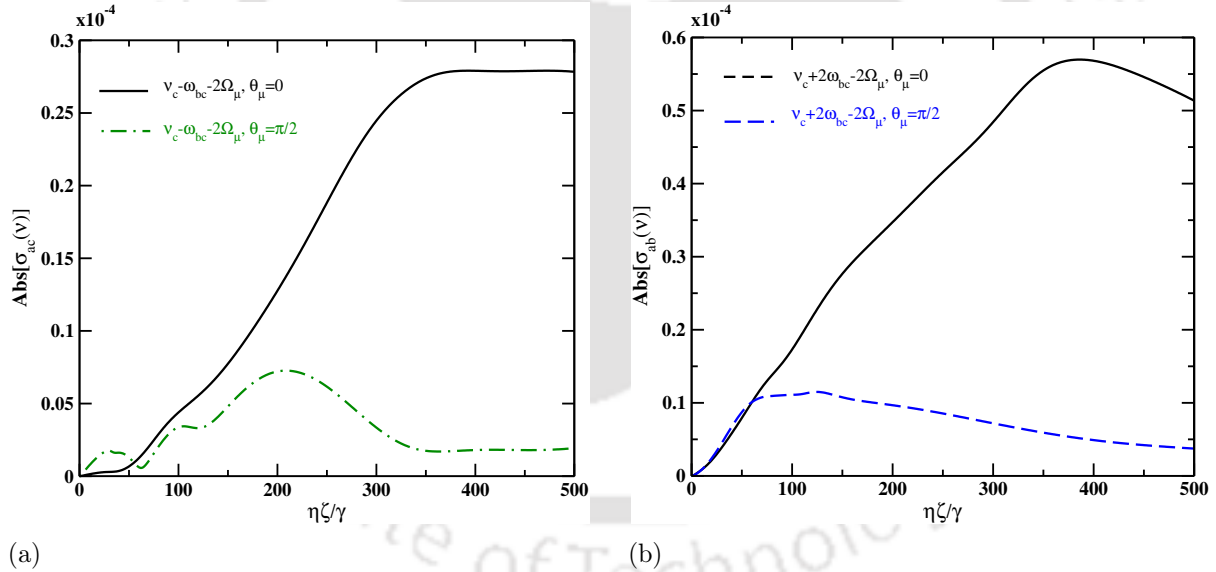 x10⁻⁴
0.3
0.25
0.2
0.15
0.1
0.05
0
Abs[σ_ac(ν)]
ν_c-ω_bc-2Ω_μ, θ_μ=0
ν_c-ω_bc-2Ω_μ, θ_μ=π/2
0 100 200 300 400 500
ηζ/γ
(a)
x10⁻⁴
0.6
0.5
0.4
0.3
0.2
0.1
0
Abs[σ_ab(ν)]
ν_c+2ω_bc-2Ω_μ, θ_μ=0
ν_c+2ω_bc-2Ω_μ, θ_μ=π/2
0 100 200 300 400 500
ηζ/γ
(b)
te of Technolo